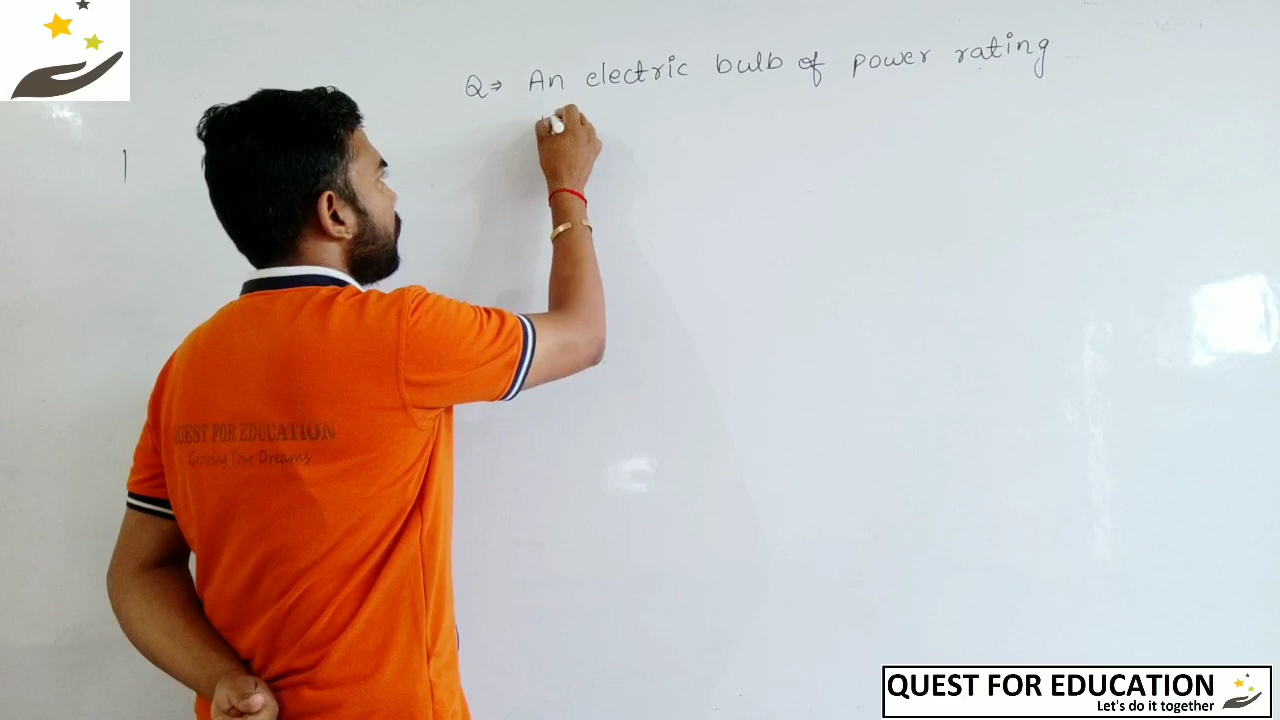 Q⇒ An electric bulb of power rating
QUEST FOR EDUCATION
Growing Your Dreams
QUEST FOR EDUCATION
Let's do it together